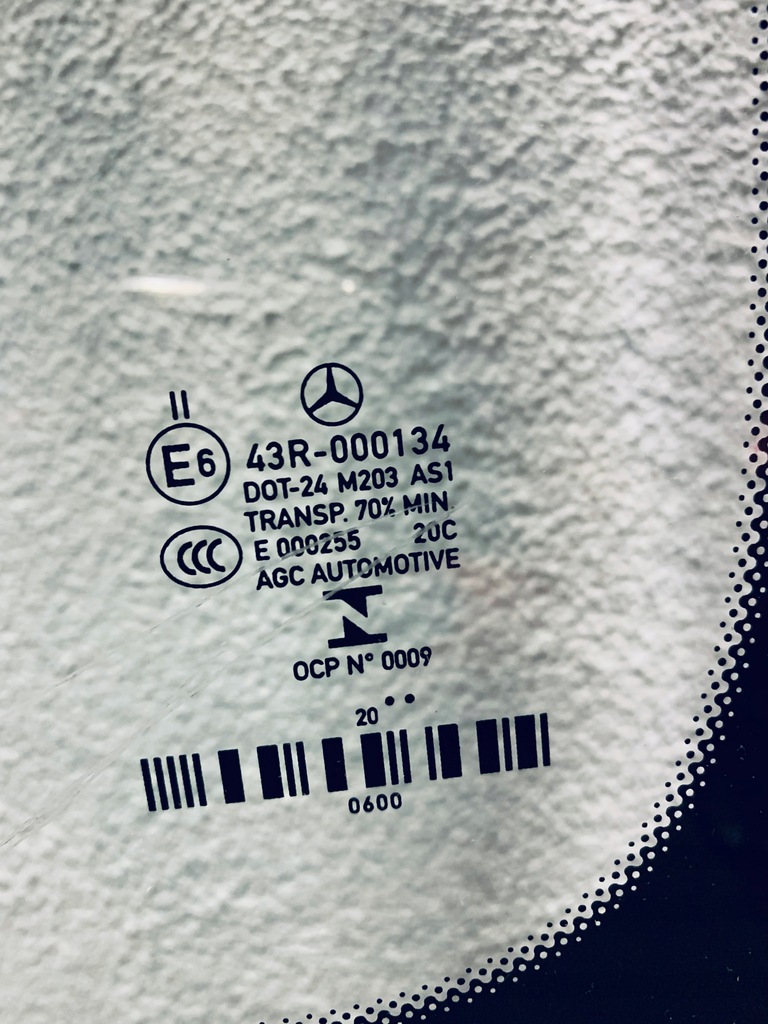 II
E6 43R-000134
DOT-24 M203 AS1
TRANSP. 70% MIN.
CCC E 000255 20C
AGC AUTOMOTIVE
OCP N° 0009
20 ••
0600